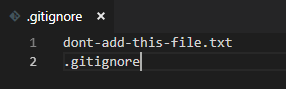 .gitignore ×
1 dont-add-this-file.txt
2 .gitignore